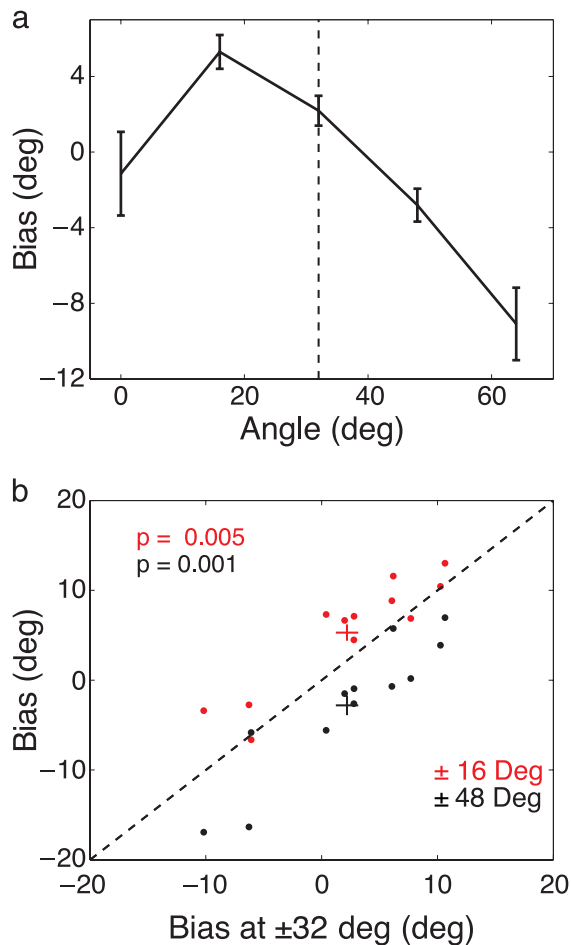 a
4
0
−4
−8
−12
Bias (deg)
0
20
40
60
Angle (deg)
b
20
10
0
−10
−20
Bias (deg)
p = 0.005
p = 0.001
± 16 Deg
± 48 Deg
−20
−10
0
10
20
Bias at ±32 deg (deg)